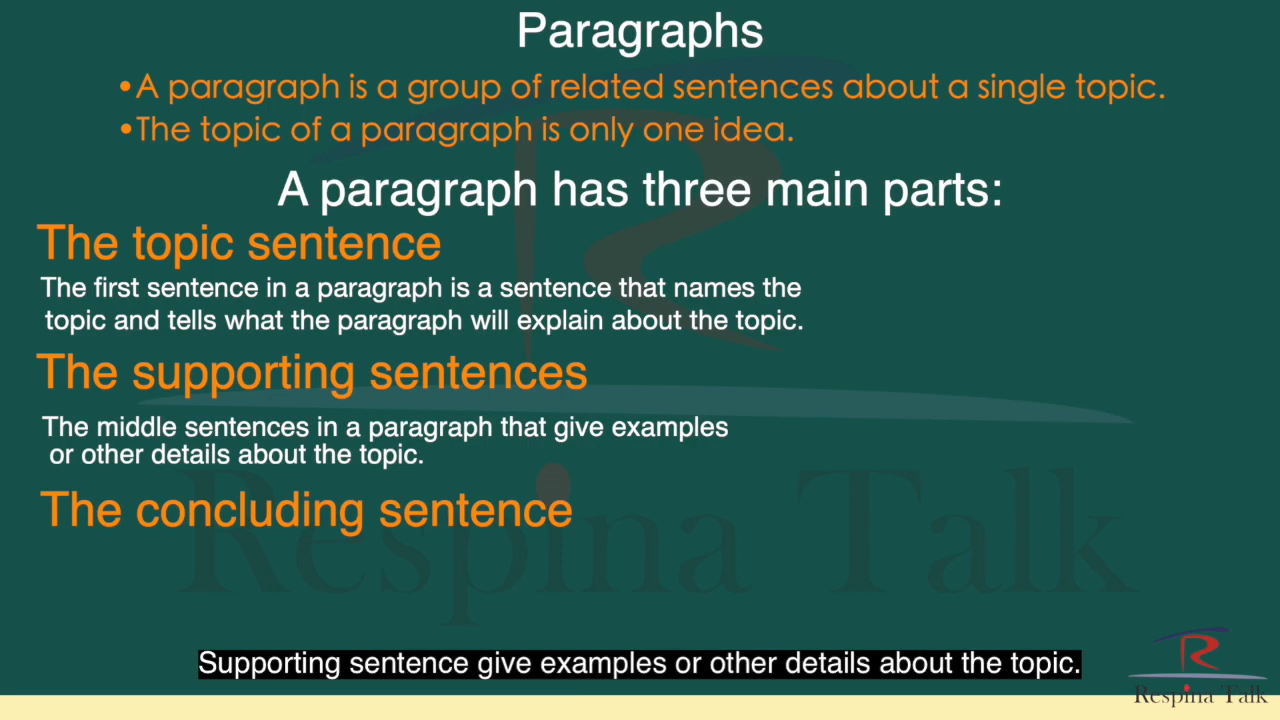 Paragraphs
•A paragraph is a group of related sentences about a single topic.
•The topic of a paragraph is only one idea.
A paragraph has three main parts:
The topic sentence
The first sentence in a paragraph is a sentence that names the
topic and tells what the paragraph will explain about the topic.
The supporting sentences
The middle sentences in a paragraph that give examples
or other details about the topic.
The concluding sentence
Respina Talk
Supporting sentence give examples or other details about the topic.
Respina Talk